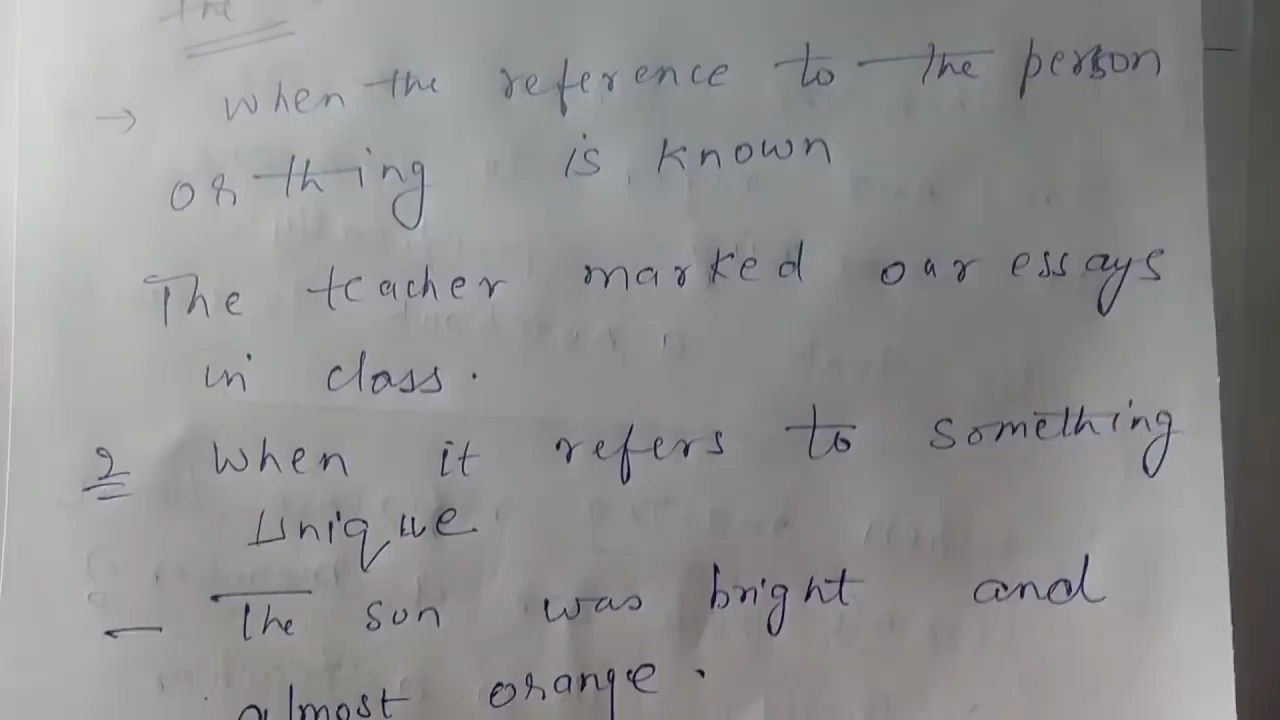 the
→ When the reference to the person
or thing is known
The teacher marked our essays
in class.
2 When it refers to something
Unique.
– The sun was bright and
almost orange.